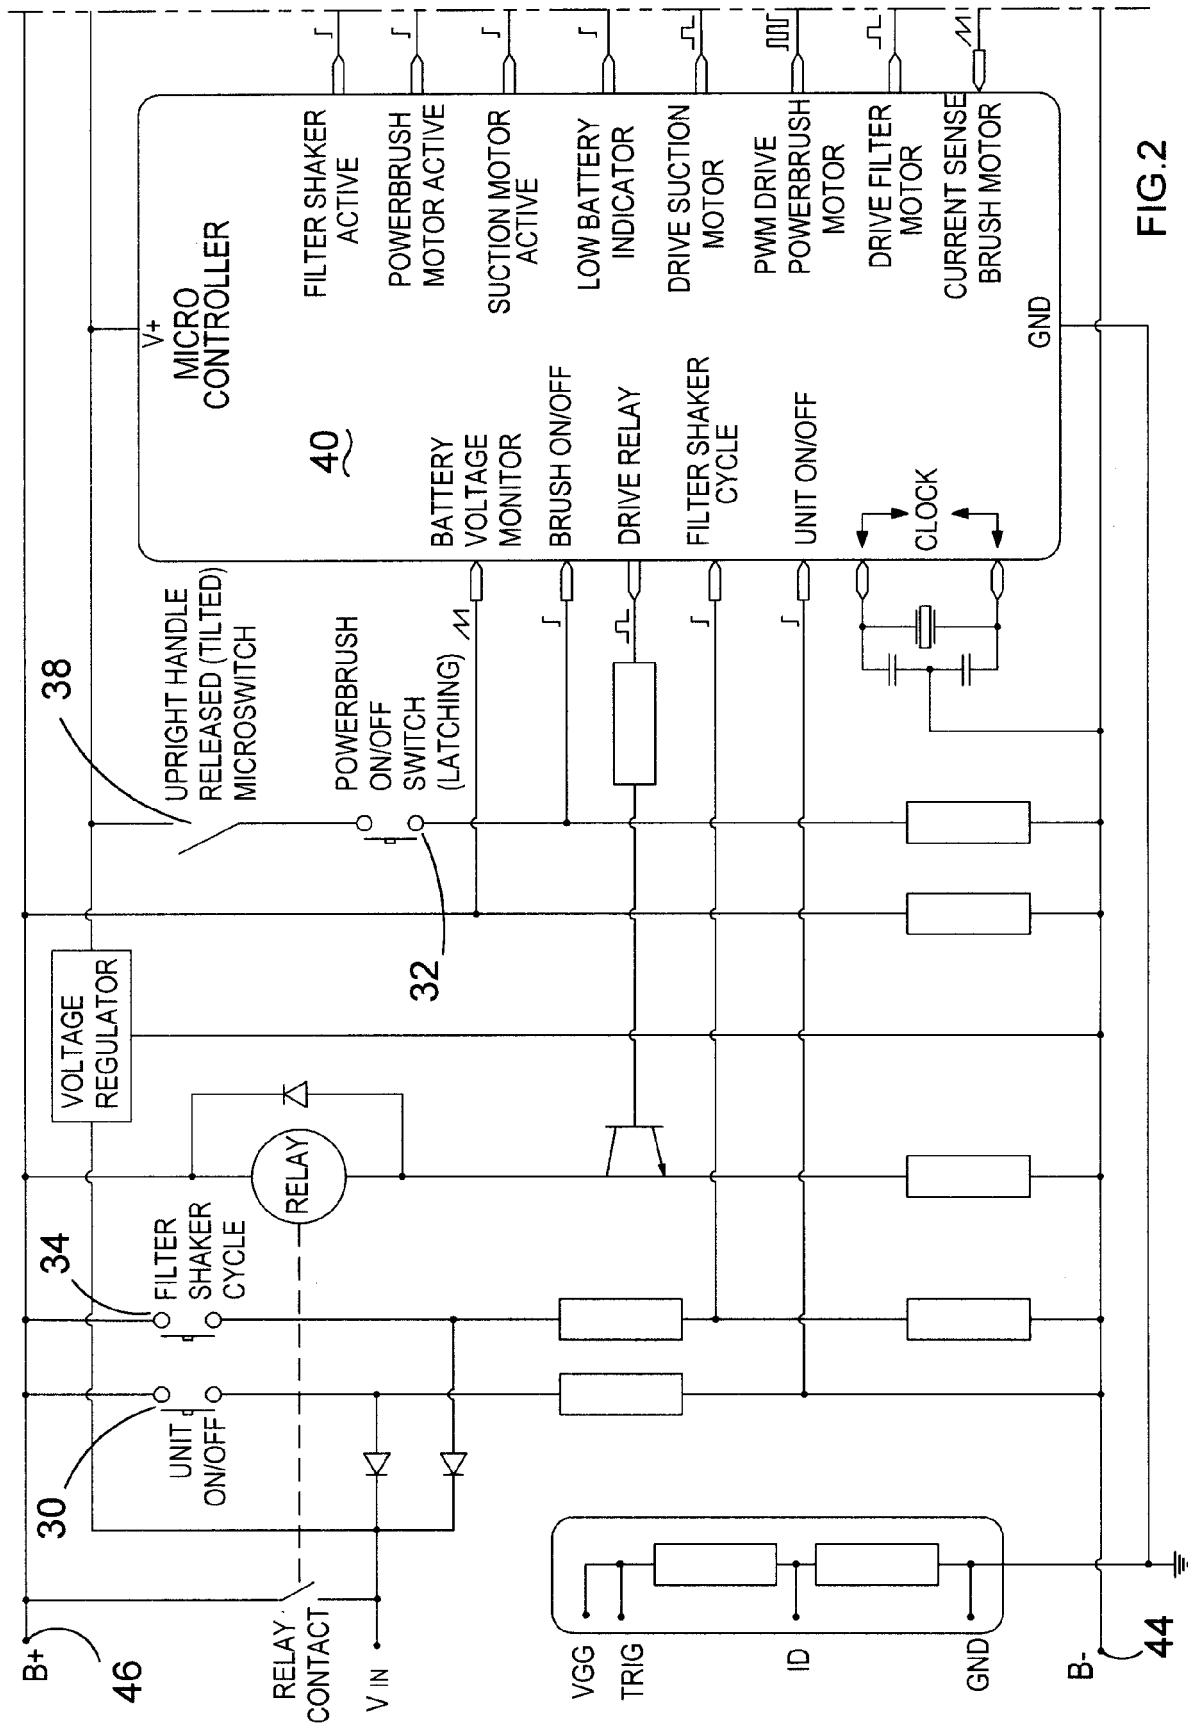 B+
46
RELAY
CONTACT
V IN
30
UNIT
ON/OFF
34
FILTER
SHAKER
CYCLE
RELAY
VOLTAGE
REGULATOR
32
38
UPRIGHT HANDLE
RELEASED (TILTED)
MICROSWITCH
POWERBRUSH
ON/OFF
SWITCH
(LATCHING)
V+
MICRO
CONTROLLER
40
BATTERY
VOLTAGE
MONITOR
BRUSH ON/OFF
DRIVE RELAY
FILTER SHAKER
CYCLE
UNIT ON/OFF
CLOCK
FILTER SHAKER
ACTIVE
POWERBRUSH
MOTOR ACTIVE
SUCTION MOTOR
ACTIVE
LOW BATTERY
INDICATOR
DRIVE SUCTION
MOTOR
PWM DRIVE
POWERBRUSH
MOTOR
DRIVE FILTER
MOTOR
CURRENT SENSE
BRUSH MOTOR
GND
VGG
TRIG
ID
GND
B-
44
FIG.2